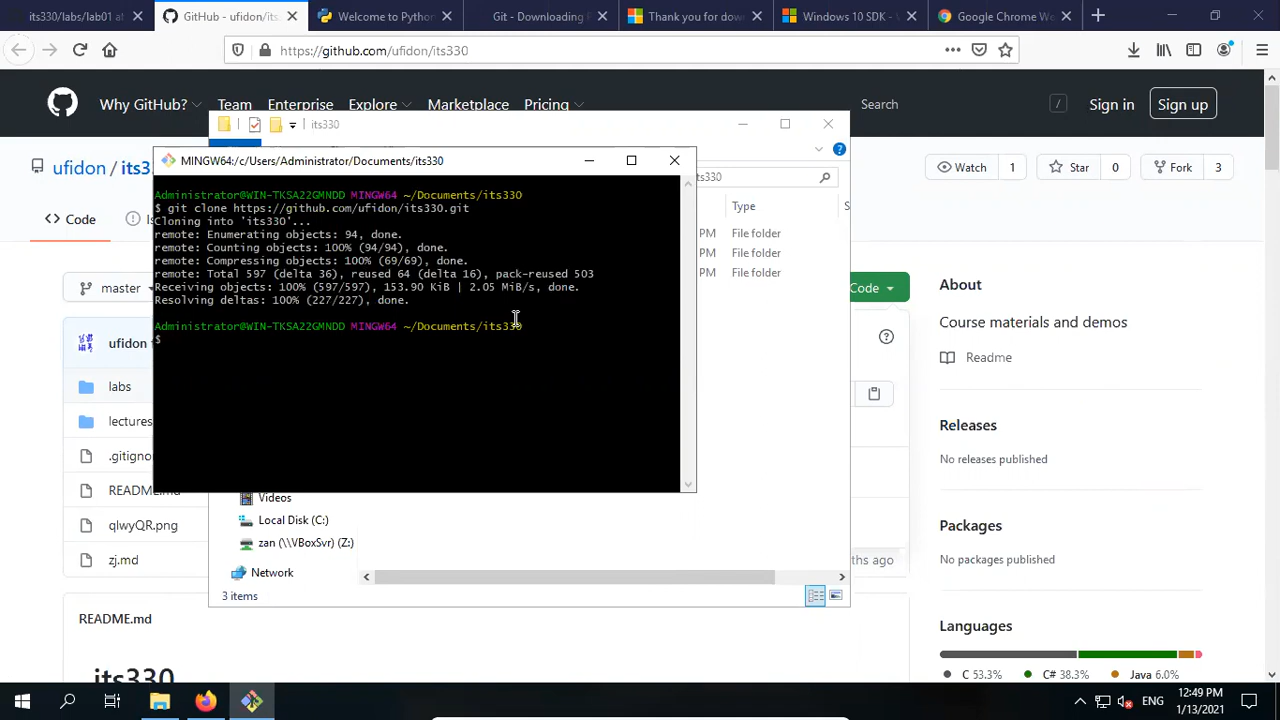 its330/labs/lab01 at
GitHub - ufidon/its330
Welcome to Python
Git - Downloading P
Thank you for dow
Windows 10 SDK - W
Google Chrome Wo
https://github.com/ufidon/its330
Why GitHub?
Team
Enterprise
Explore
Marketplace
Pricing
Search
/
Sign in
Sign up
its330
ufidon / its3
Watch 1
Star 0
Fork 3
MINGW64:/c/Users/Administrator/Documents/its330
s330
Code
Type
S
Administrator@WIN-TKSA22GMNDD MINGW64 ~/Documents/its330
$ git clone https://github.com/ufidon/its330.git
Cloning into 'its330'...
remote: Enumerating objects: 94, done.
remote: Counting objects: 100% (94/94), done.
remote: Compressing objects: 100% (69/69), done.
remote: Total 597 (delta 36), reused 64 (delta 16), pack-reused 503
Receiving objects: 100% (597/597), 153.90 KiB | 2.05 MiB/s, done.
Resolving deltas: 100% (227/227), done.
Administrator@WIN-TKSA22GMNDD MINGW64 ~/Documents/its330
$
PM File folder
PM File folder
PM File folder
master
Code
ufidon
labs
lectures
.gitignor
README.md
qlwyQR.png
zj.md
ths ago
Videos
Local Disk (C:)
zan (\\VBoxSvr) (Z:)
Network
3 items
README.md
its330
About
Course materials and demos
Readme
Releases
No releases published
Packages
No packages published
Languages
C 53.3%
C# 38.3%
Java 6.0%
ENG
12:49 PM
1/13/2021